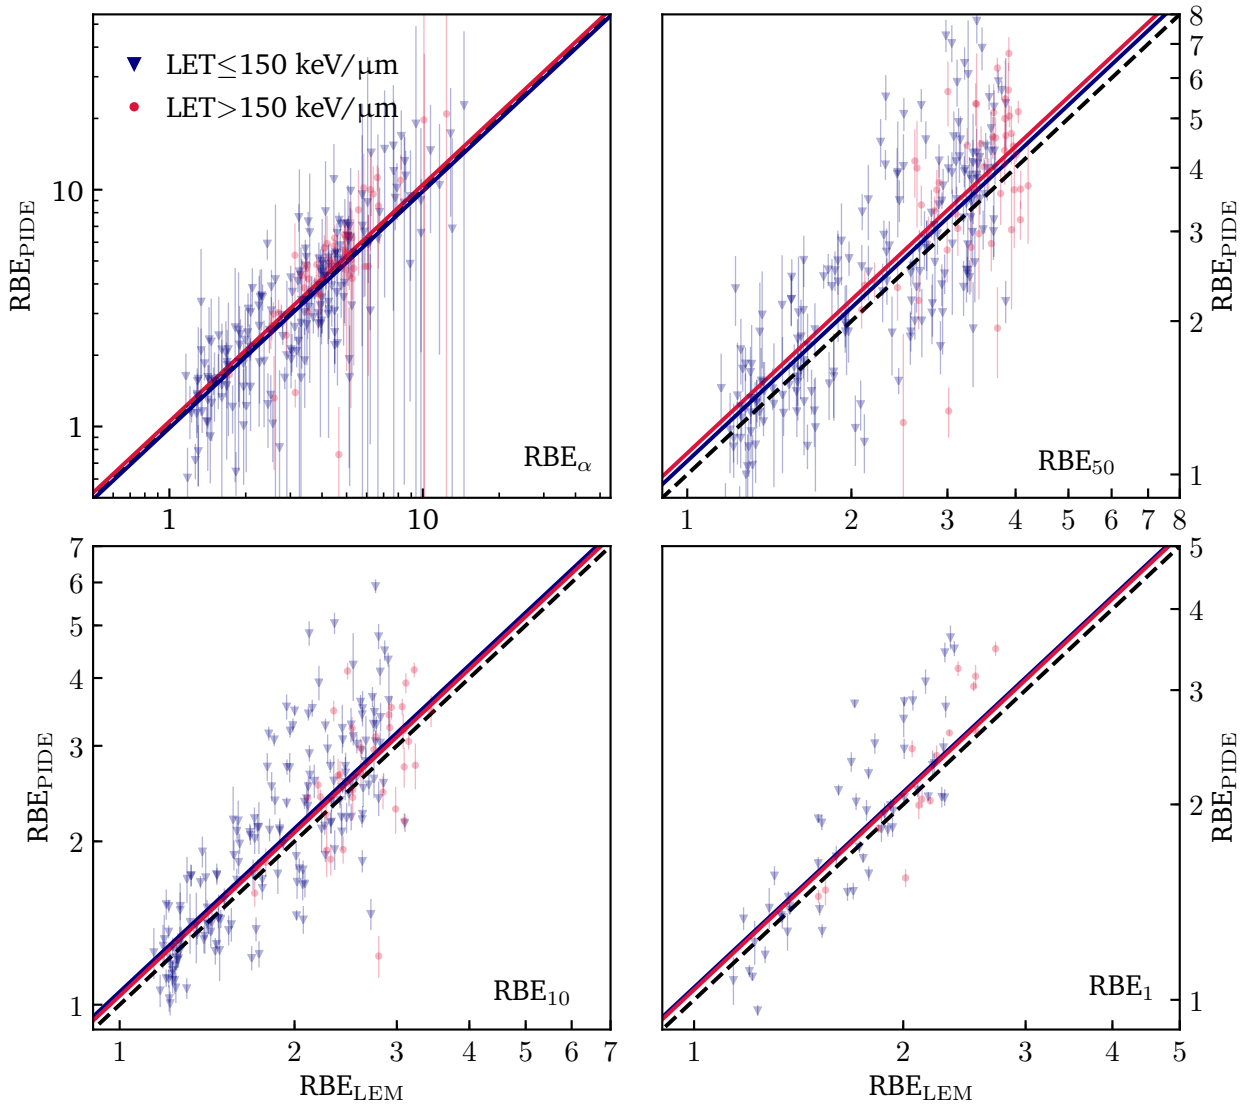 LET≤150 keV/μm
LET>150 keV/μm
10
1
RBE_PIDE
RBE_α
1 10
8
7
6
5
4
3
2
1
RBE_PIDE
RBE_50
1 2 3 4 5 6 7 8
7
6
5
4
3
2
1
RBE_PIDE
RBE_10
1 2 3 4 5 6 7
RBE_LEM
5
4
3
2
1
RBE_PIDE
RBE_1
1 2 3 4 5
RBE_LEM